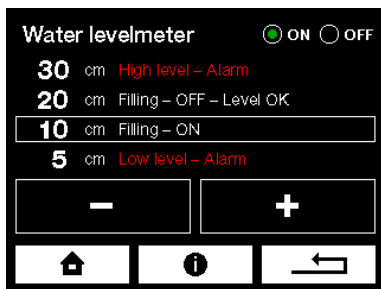 Water levelmeter ON OFF
30 cm High level – Alarm
20 cm Filling – OFF – Level OK
10 cm Filling – ON
5 cm Low level – Alarm
– +